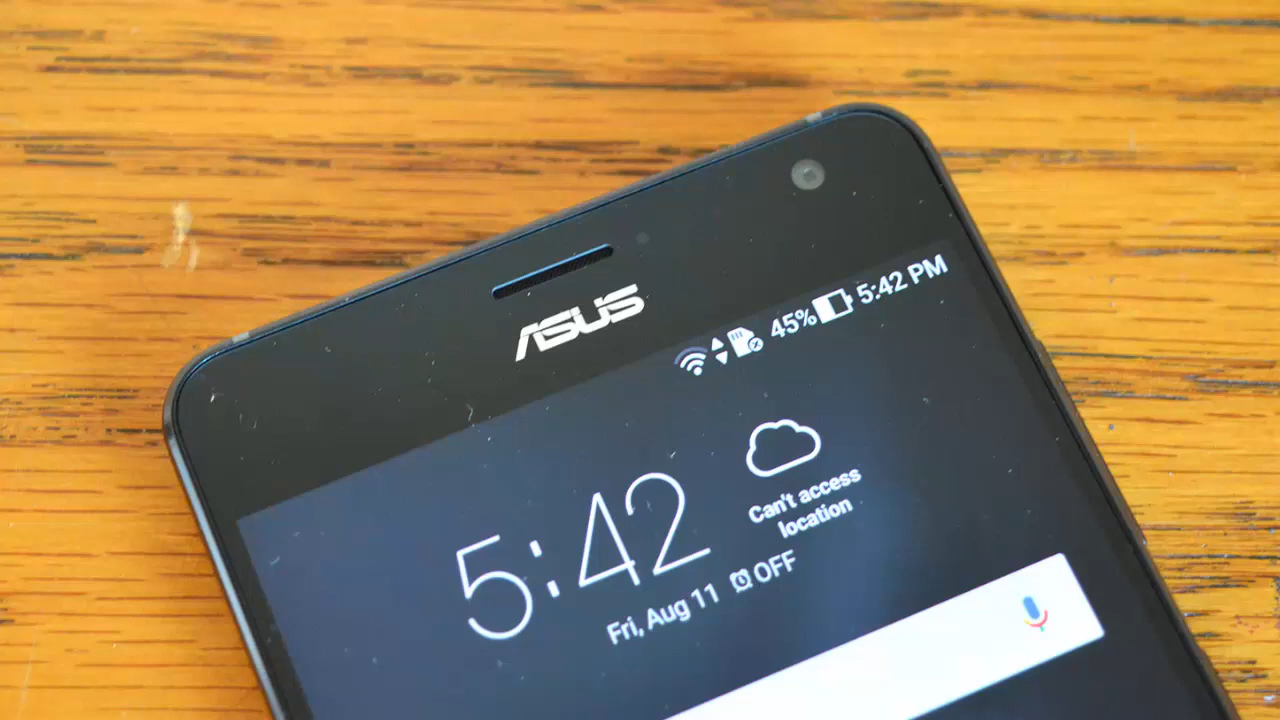 ASUS
45% 5:42 PM
5:42
Can't access
location
Fri, Aug 11 OFF